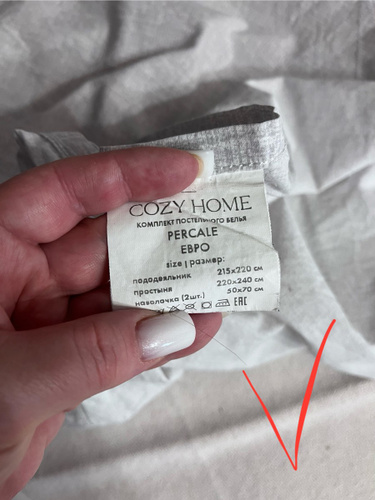 COZY HOME
КОМПЛЕКТ ПОСТЕЛЬНОГО БЕЛЬЯ
PERCALE
ЕВРО
size | размер:
пододеяльник 215x220 см
простыня 220x240 см
наволочка (2шт.) 50x70 см
EAC